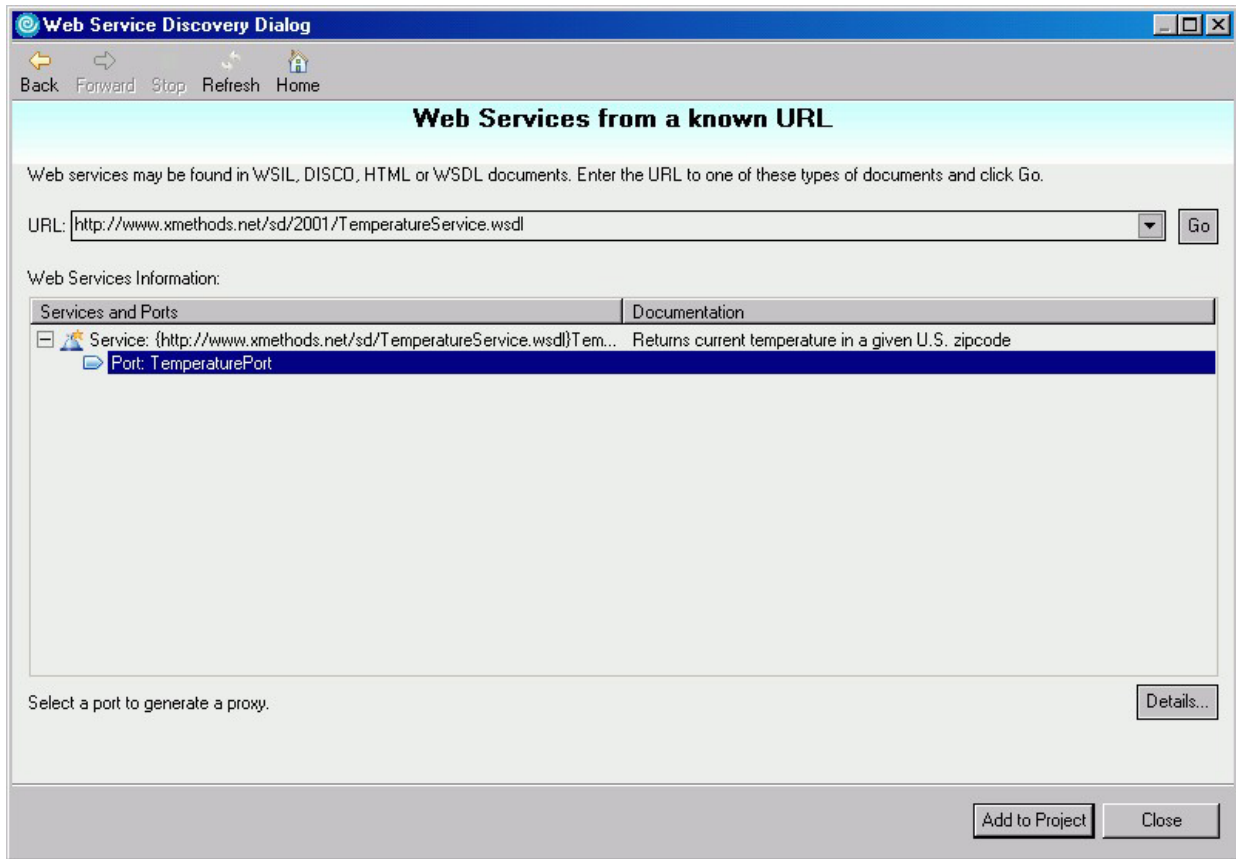 Web Service Discovery Dialog
Back Forward Stop Refresh Home
Web Services from a known URL
Web services may be found in WSIL, DISCO, HTML or WSDL documents. Enter the URL to one of these types of documents and click Go.
URL: http://www.xmethods.net/sd/2001/TemperatureService.wsdl Go
Web Services Information:
Services and Ports Documentation
Service: {http://www.xmethods.net/sd/TemperatureService.wsdl}Tem... Returns current temperature in a given U.S. zipcode
Port: TemperaturePort
Select a port to generate a proxy. Details...
Add to Project Close